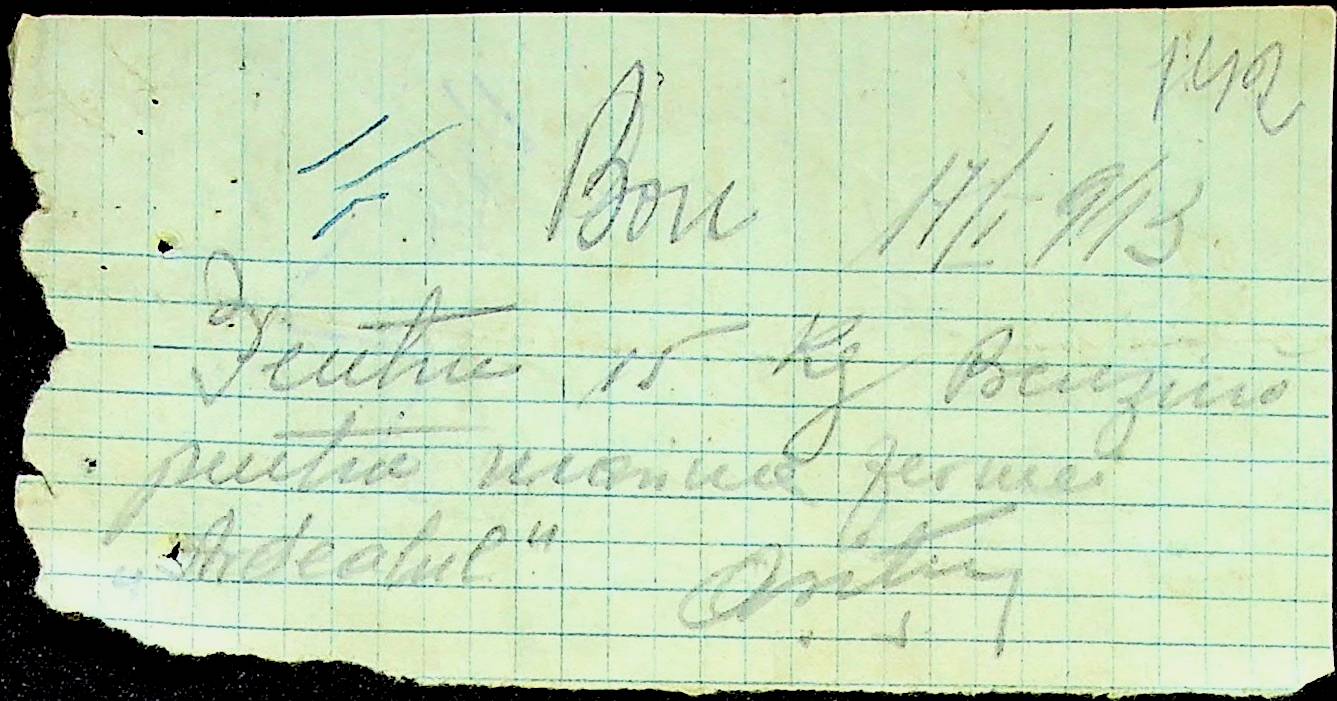 142
Bon 17/V 913
Pentru 15 Kg Benzină
pentru mașina fermei
„Ardealul"